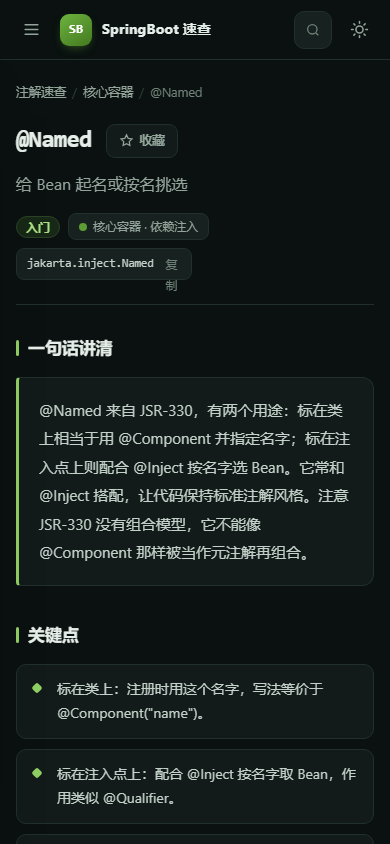 SB SpringBoot 速查
注解速查 / 核心容器 / @Named
@Named 收藏
给 Bean 起名或按名挑选
入门 核心容器 · 依赖注入
jakarta.inject.Named 复
制
一句话讲清
@Named 来自 JSR-330，有两个用途：标在类
上相当于用 @Component 并指定名字；标在注
入点上则配合 @Inject 按名字选 Bean。它常和
@Inject 搭配，让代码保持标准注解风格。注意
JSR-330 没有组合模型，它不能像
@Component 那样被当作元注解再组合。
关键点
标在类上：注册时用这个名字，写法等价于
@Component("name")。
标在注入点上：配合 @Inject 按名字取 Bean，作
用类似 @Qualifier。